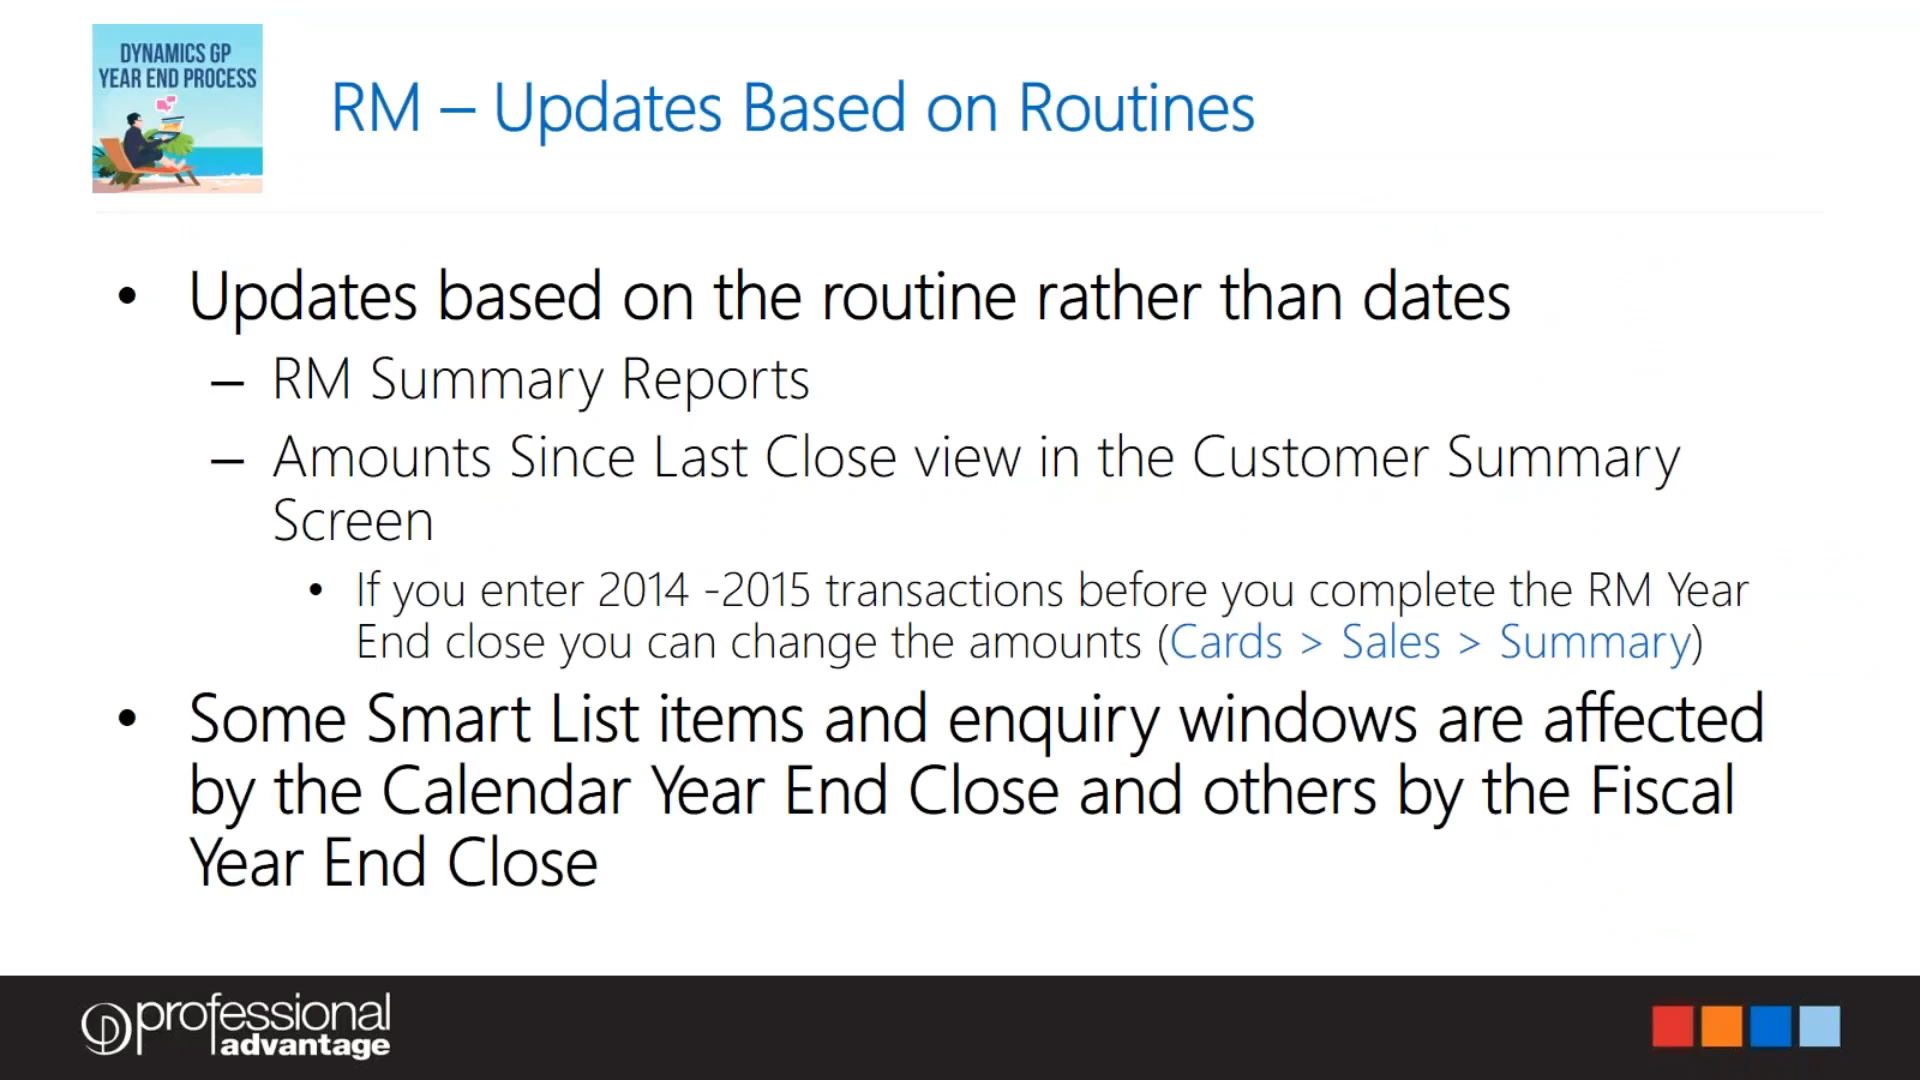 DYNAMICS GP
YEAR END PROCESS
RM – Updates Based on Routines
• Updates based on the routine rather than dates
– RM Summary Reports
– Amounts Since Last Close view in the Customer Summary
Screen
• If you enter 2014 -2015 transactions before you complete the RM Year
End close you can change the amounts (Cards > Sales > Summary)
• Some Smart List items and enquiry windows are affected
by the Calendar Year End Close and others by the Fiscal
Year End Close
professional
advantage